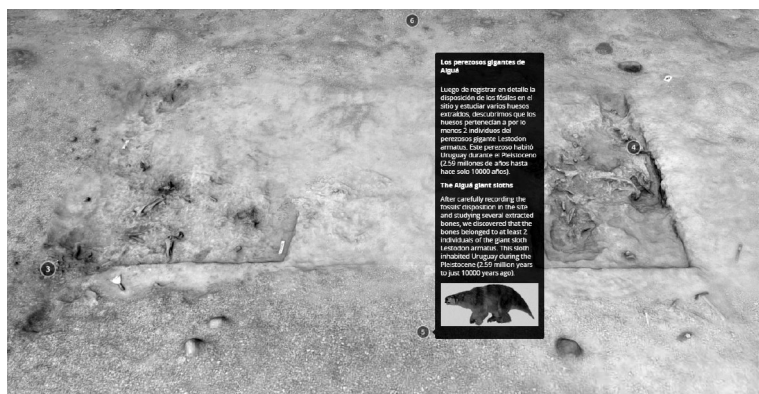 6
Los perezosos gigantes de
Aiguá
Luego de registrar en detalle la
disposición de los fósiles en el
sitio y estudiar varios huesos
extraídos, descubrimos que los
huesos pertenecían a por lo
menos 2 individuos del
perezosos gigante Lestodon
armatus. Este perezoso habitó
Uruguay durante el Pleistoceno
(2.59 millones de años hasta
hace solo 10000 años).
The Aiguá giant sloths
After carefully recording the
fossils' disposition in the site
and studying several extracted
bones, we discovered that the
bones belonged to at least 2
individuals of the giant sloth
Lestodon armatus. This sloth
inhabited Uruguay during the
Pleistocene (2.59 million years
to just 10000 years ago).
4
3
5